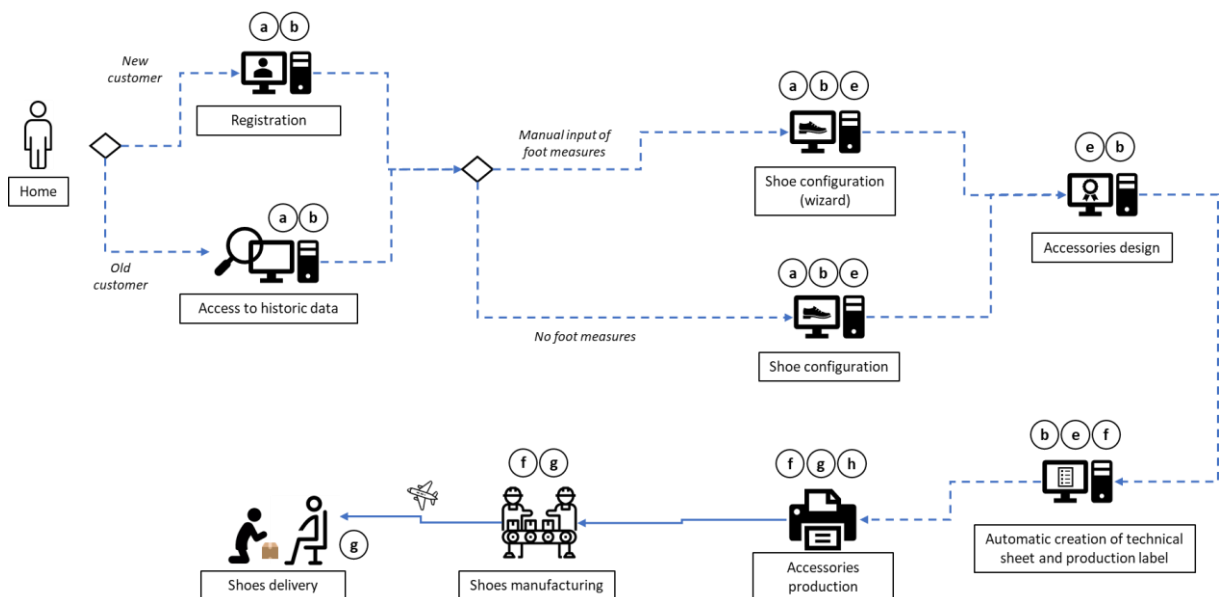 a b
New
customer
Registration
Home
a b
Old
customer
Access to historic data
Manual input of
foot measures
No foot measures
a b e
Shoe configuration
(wizard)
a b e
Shoe configuration
e b
Accessories design
b e f
Automatic creation of technical
sheet and production label
f g h
Accessories
production
f g
Shoes manufacturing
g
Shoes delivery